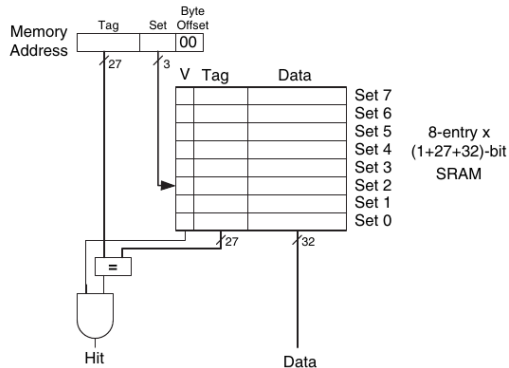 Byte
Tag Set Offset
Memory
Address
00
27 3
V Tag Data
Set 7
Set 6
Set 5
Set 4
Set 3
Set 2
Set 1
Set 0
8-entry x
(1+27+32)-bit
SRAM
27 32
=
Hit
Data